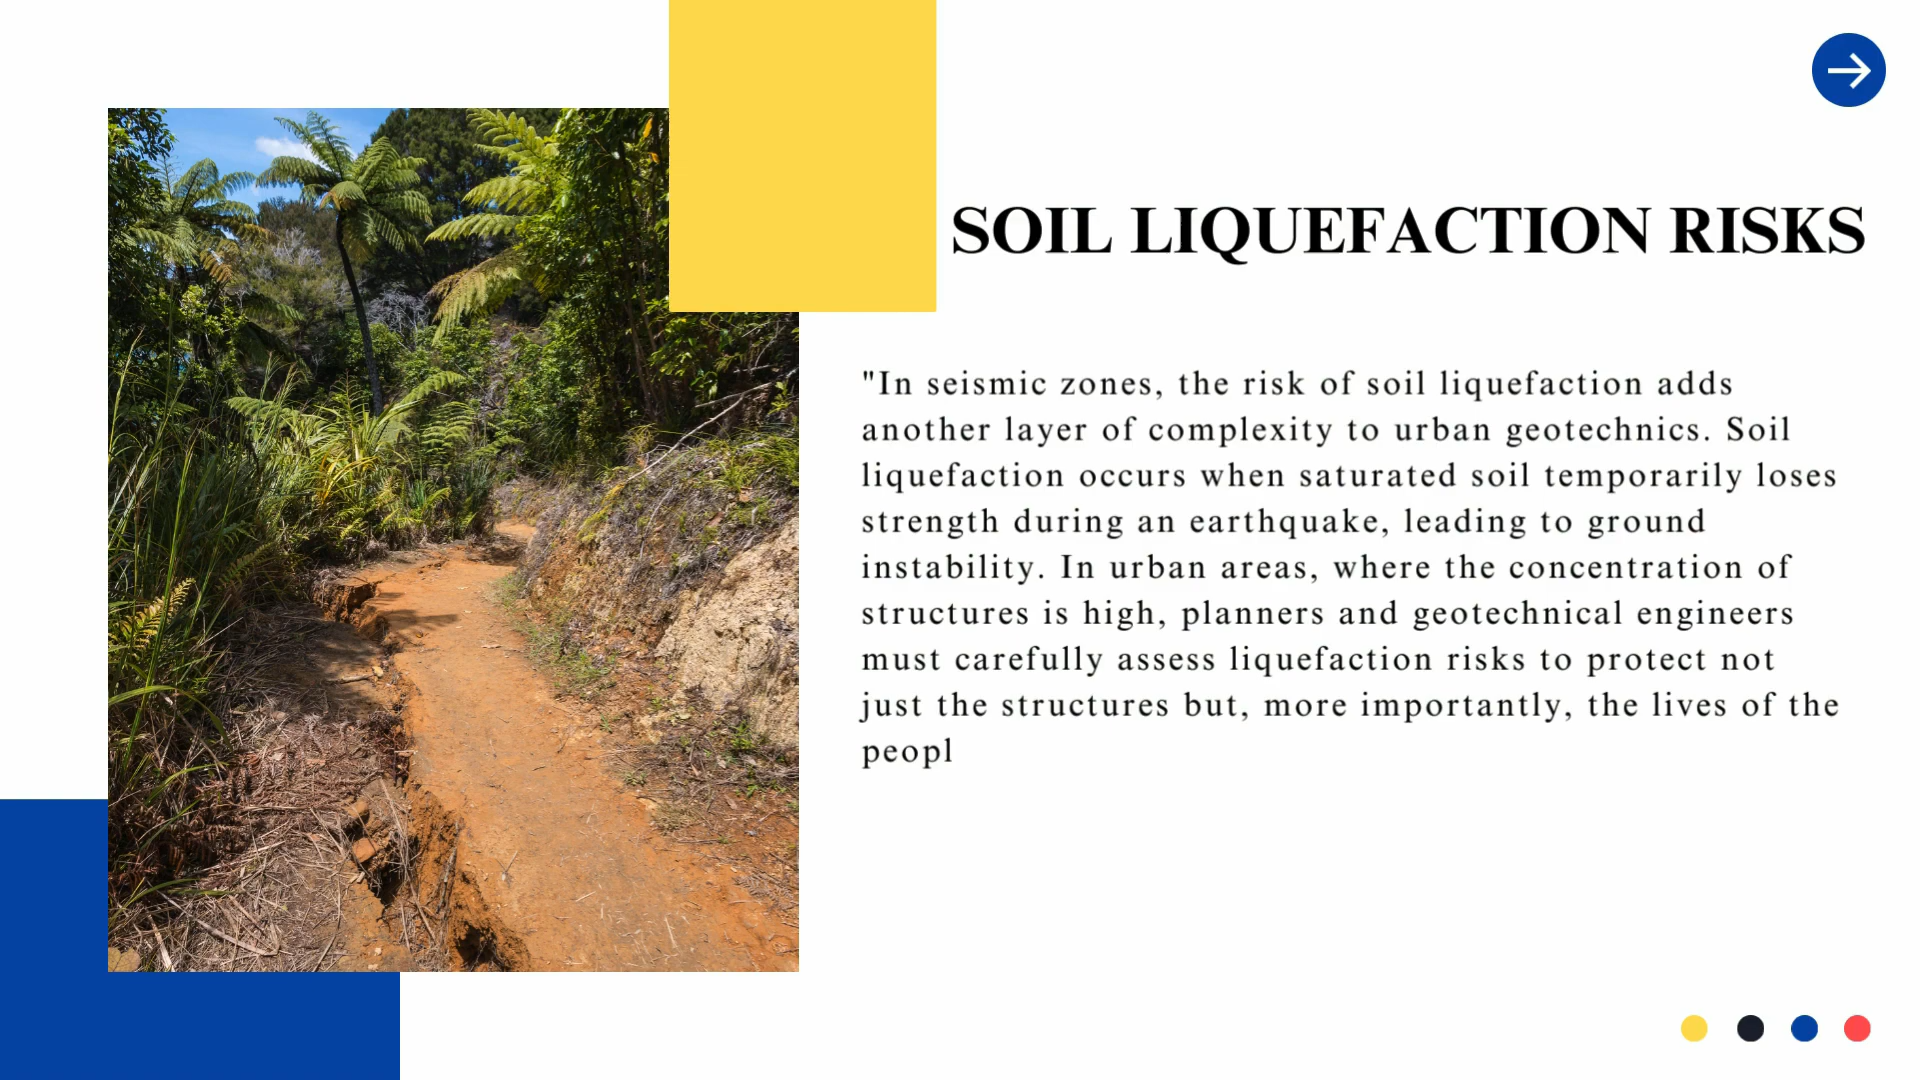 SOIL LIQUEFACTION RISKS
"In seismic zones, the risk of soil liquefaction adds
another layer of complexity to urban geotechnics. Soil
liquefaction occurs when saturated soil temporarily loses
strength during an earthquake, leading to ground
instability. In urban areas, where the concentration of
structures is high, planners and geotechnical engineers
must carefully assess liquefaction risks to protect not
just the structures but, more importantly, the lives of the
peopl